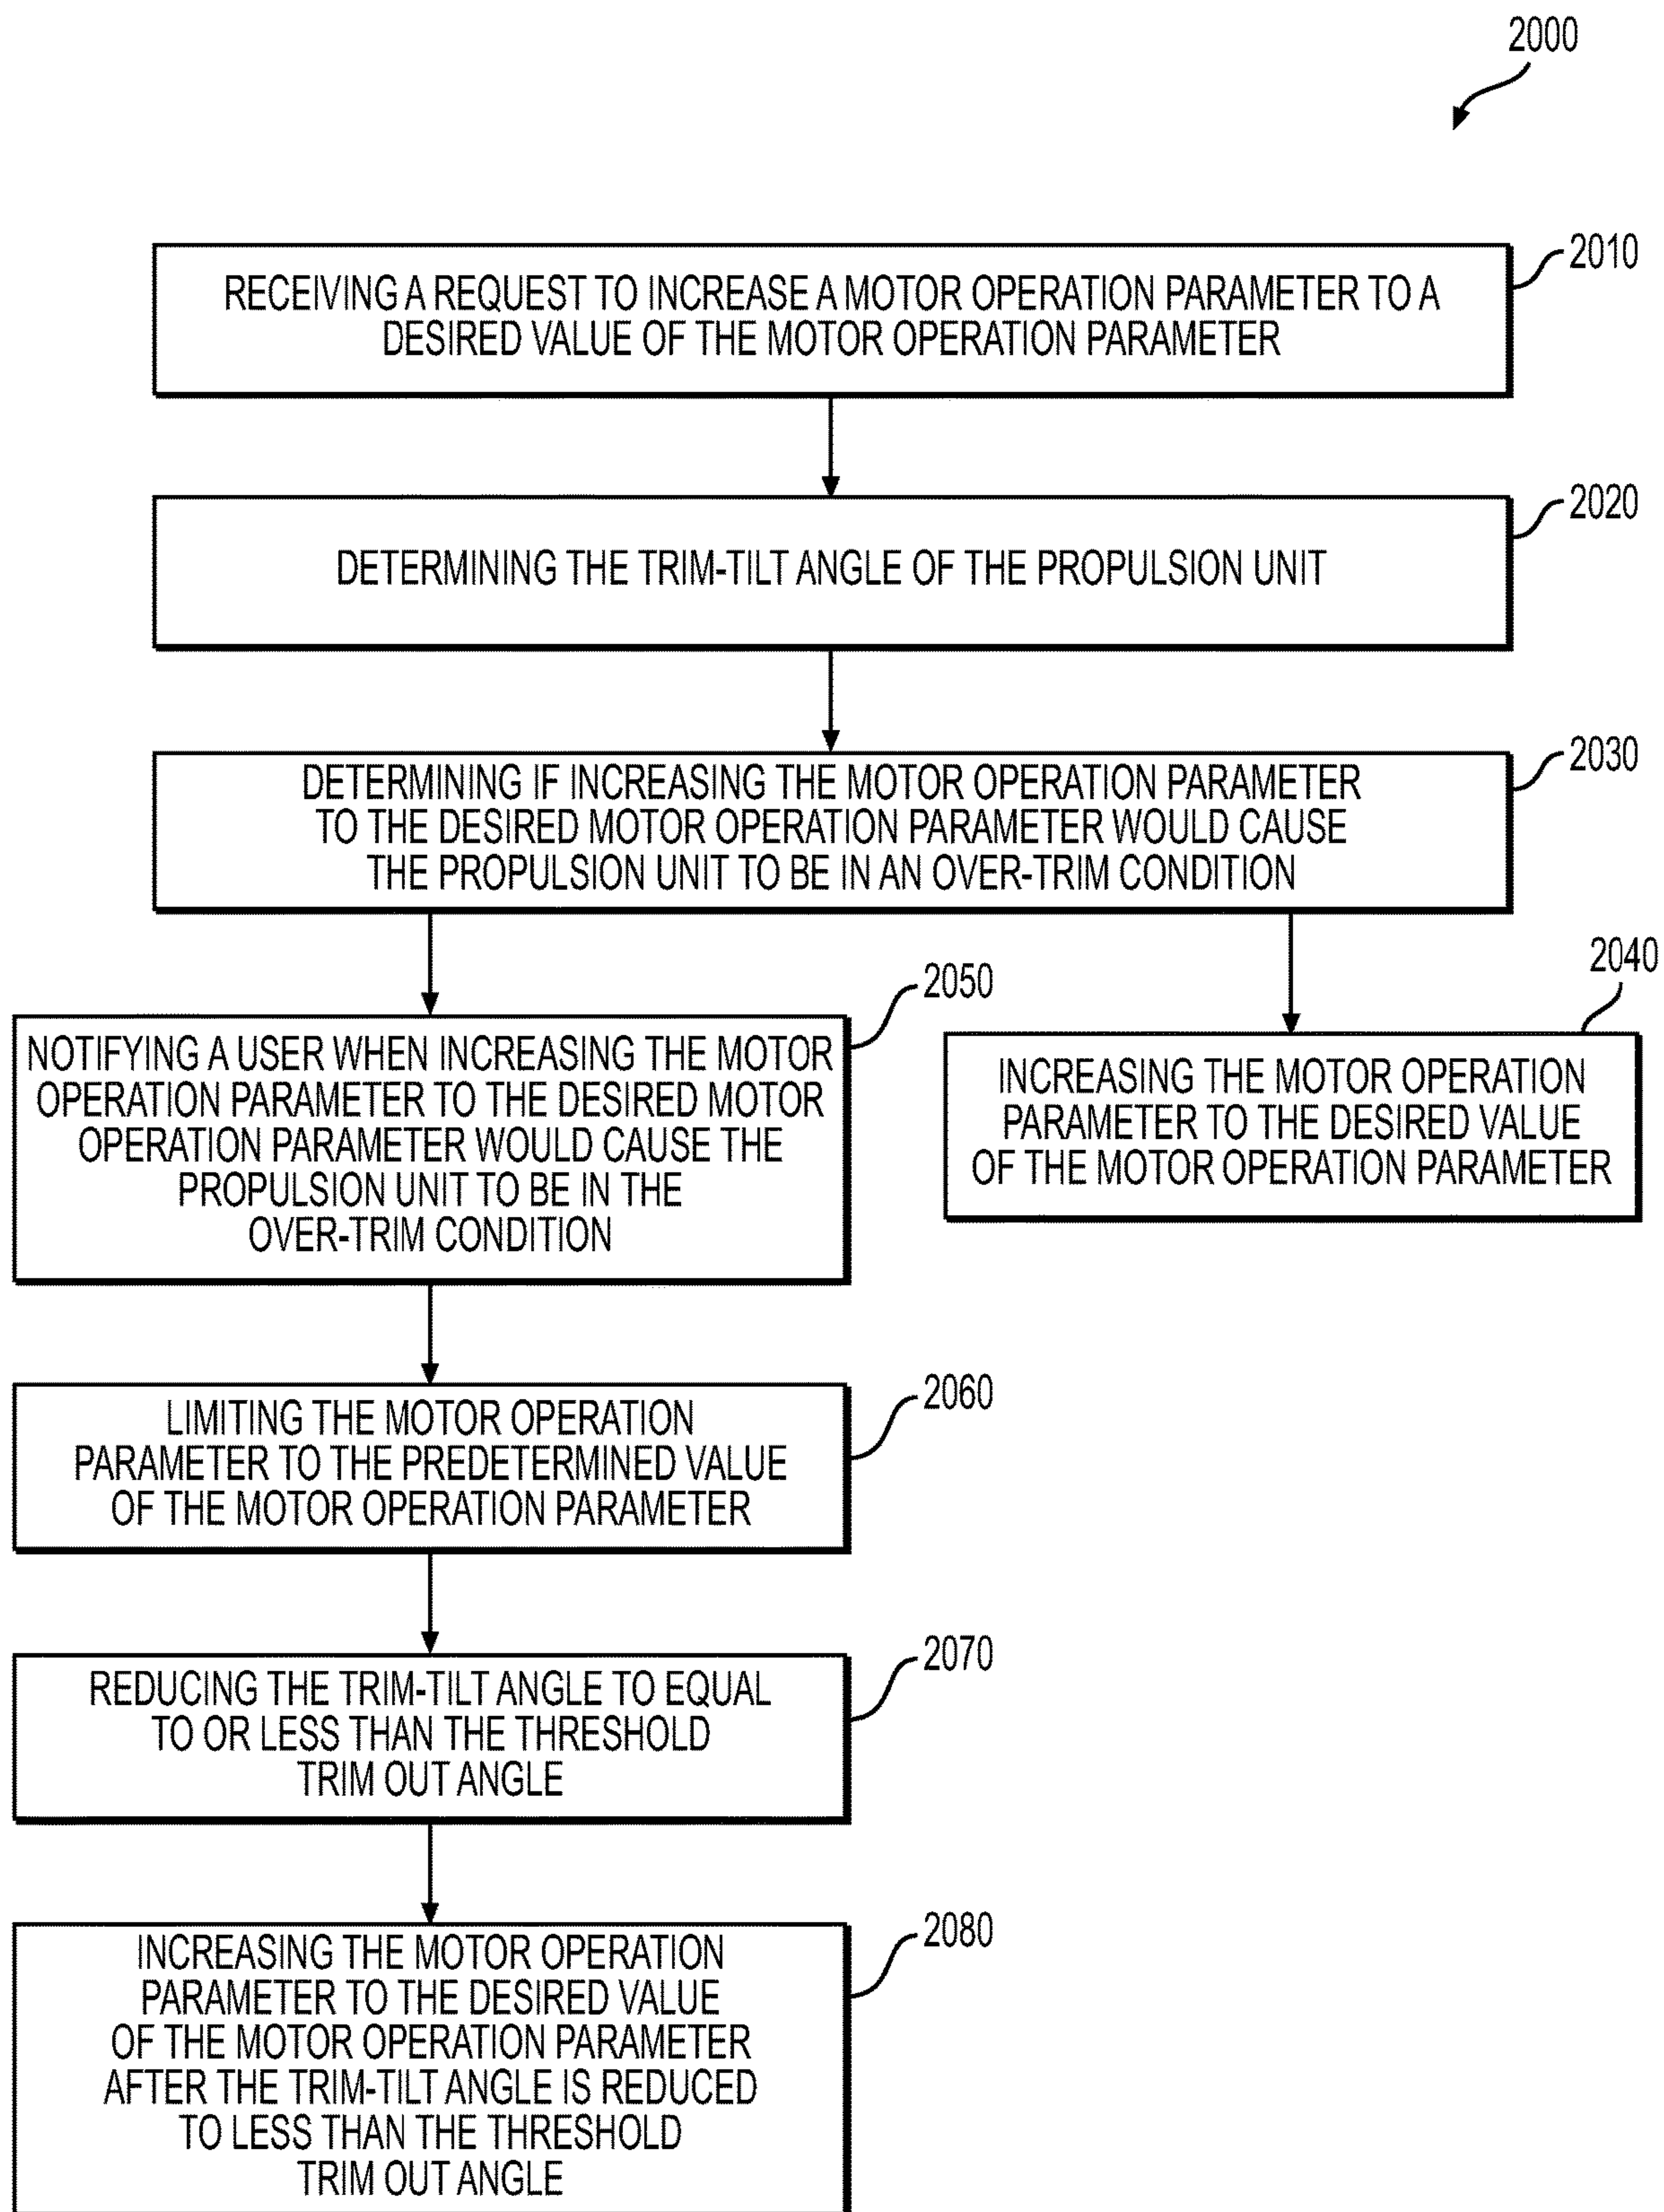 2000
2010
RECEIVING A REQUEST TO INCREASE A MOTOR OPERATION PARAMETER TO A
DESIRED VALUE OF THE MOTOR OPERATION PARAMETER
2020
DETERMINING THE TRIM-TILT ANGLE OF THE PROPULSION UNIT
2030
DETERMINING IF INCREASING THE MOTOR OPERATION PARAMETER
TO THE DESIRED MOTOR OPERATION PARAMETER WOULD CAUSE
THE PROPULSION UNIT TO BE IN AN OVER-TRIM CONDITION
2050
NOTIFYING A USER WHEN INCREASING THE MOTOR
OPERATION PARAMETER TO THE DESIRED MOTOR
OPERATION PARAMETER WOULD CAUSE THE
PROPULSION UNIT TO BE IN THE
OVER-TRIM CONDITION
2040
INCREASING THE MOTOR OPERATION
PARAMETER TO THE DESIRED VALUE
OF THE MOTOR OPERATION PARAMETER
2060
LIMITING THE MOTOR OPERATION
PARAMETER TO THE PREDETERMINED VALUE
OF THE MOTOR OPERATION PARAMETER
2070
REDUCING THE TRIM-TILT ANGLE TO EQUAL
TO OR LESS THAN THE THRESHOLD
TRIM OUT ANGLE
2080
INCREASING THE MOTOR OPERATION
PARAMETER TO THE DESIRED VALUE
OF THE MOTOR OPERATION PARAMETER
AFTER THE TRIM-TILT ANGLE IS REDUCED
TO LESS THAN THE THRESHOLD
TRIM OUT ANGLE